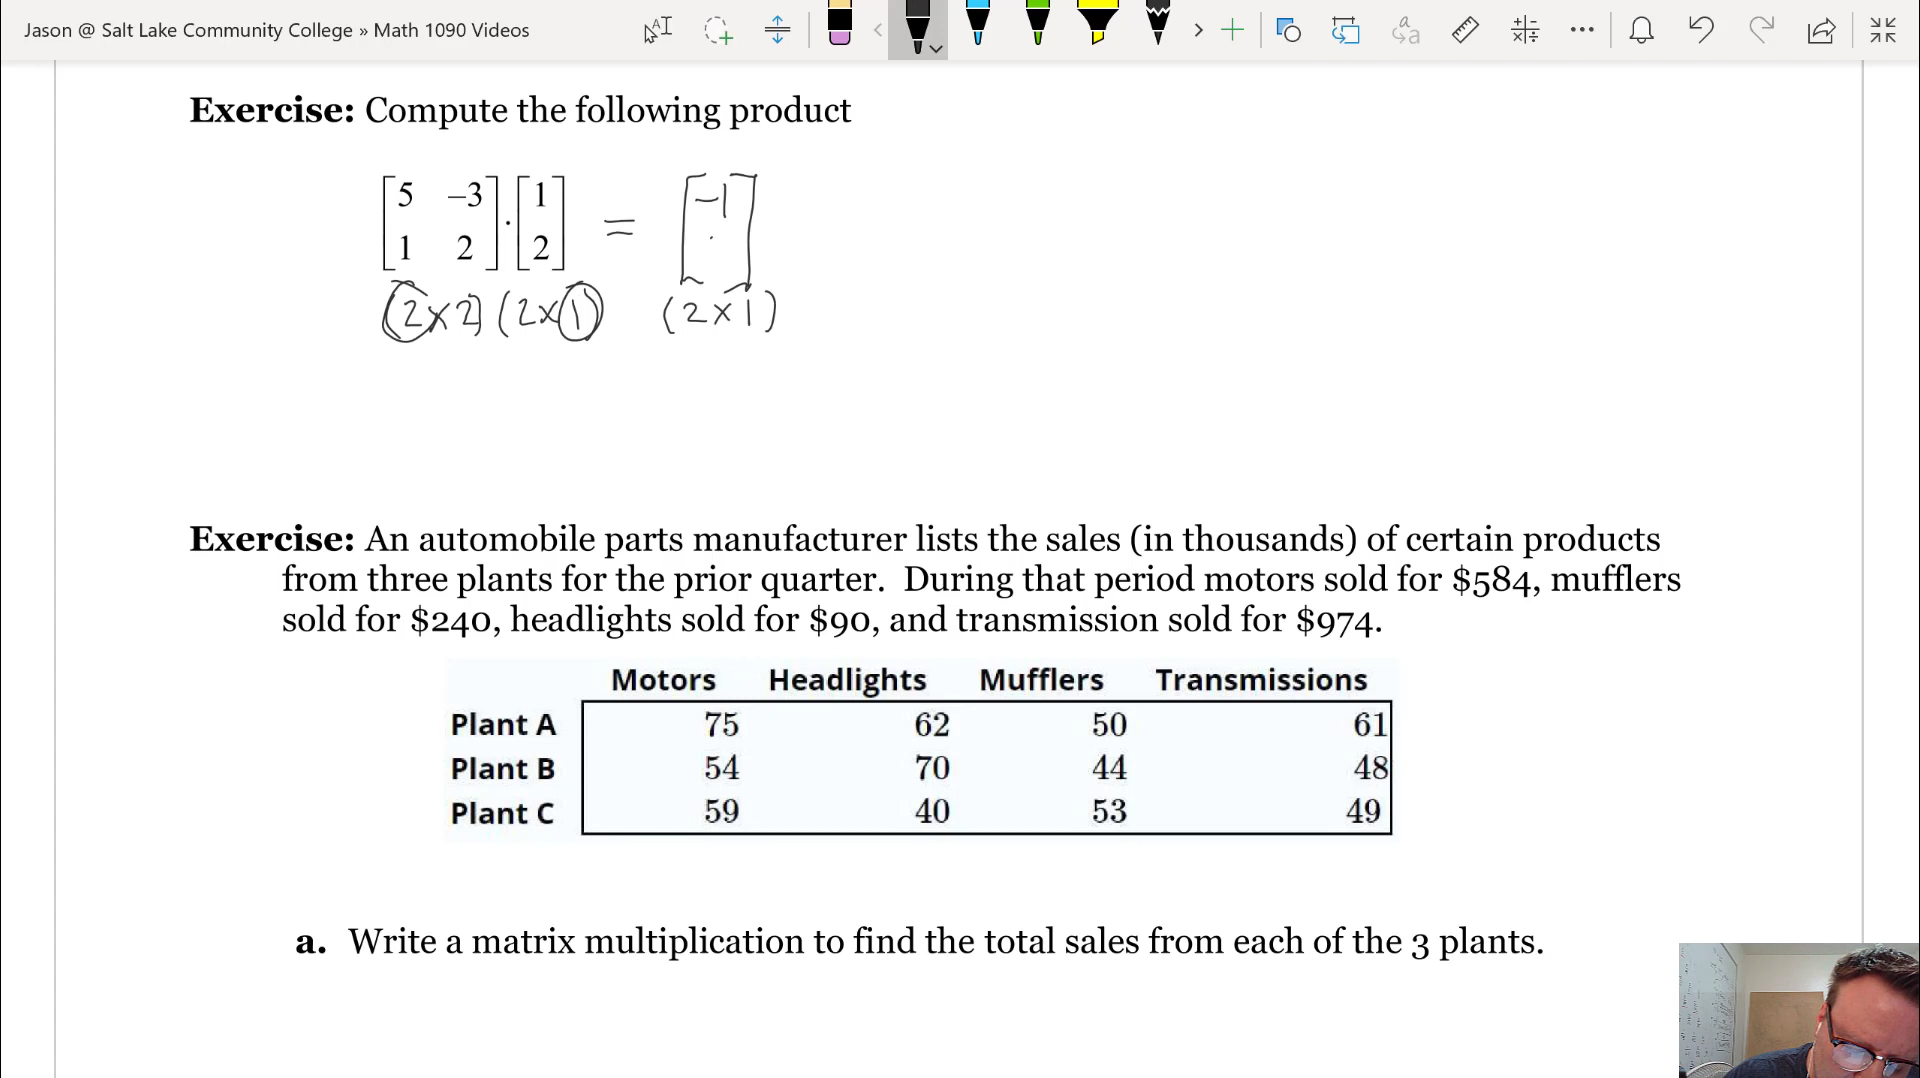 Jason @ Salt Lake Community College » Math 1090 Videos
Exercise: Compute the following product
[5 –3] · [1] = [-1]
[1 2] [2]
(2×2) (2×1) (2×1)
Exercise: An automobile parts manufacturer lists the sales (in thousands) of certain products
from three plants for the prior quarter. During that period motors sold for $584, mufflers
sold for $240, headlights sold for $90, and transmission sold for $974.
Motors Headlights Mufflers Transmissions
Plant A 75 62 50 61
Plant B 54 70 44 48
Plant C 59 40 53 49
a. Write a matrix multiplication to find the total sales from each of the 3 plants.